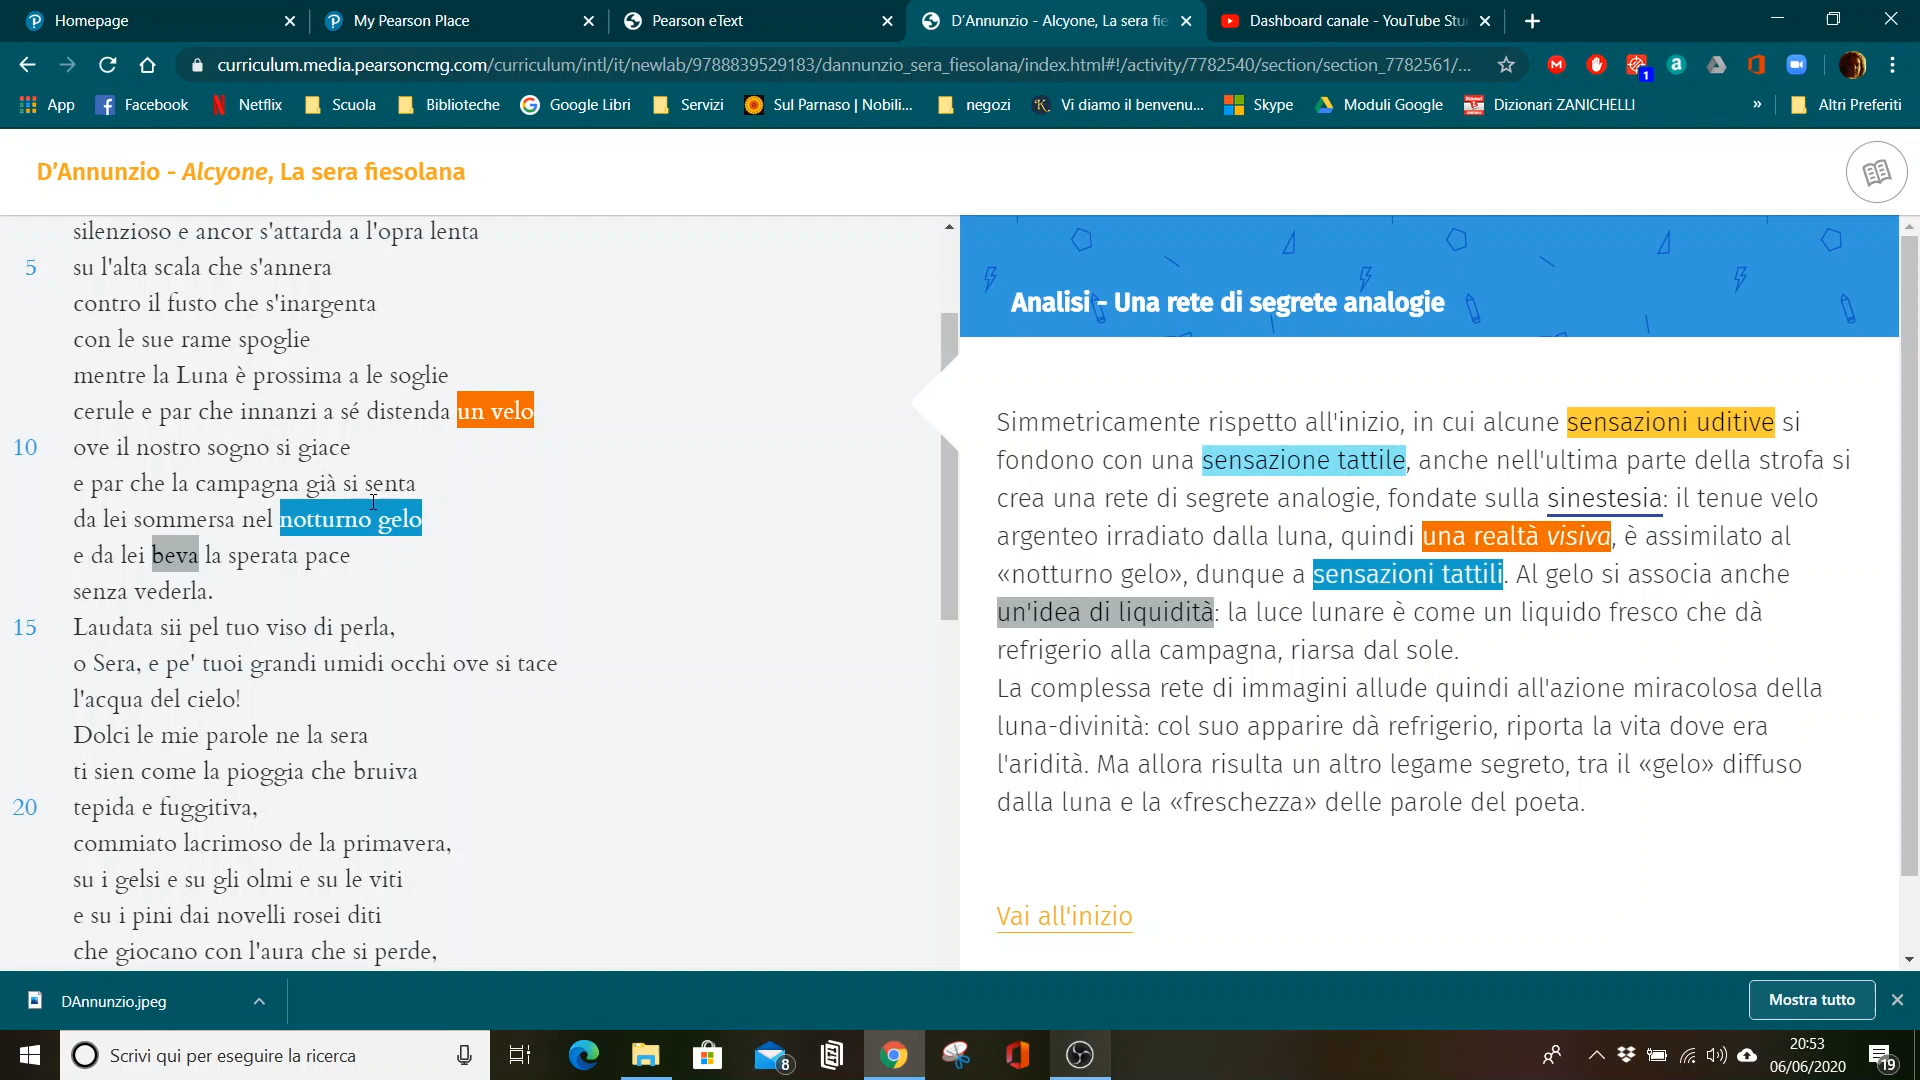 Homepage
My Pearson Place
Pearson eText
D'Annunzio - Alcyone, La sera fie
Dashboard canale - YouTube Stu
curriculum.media.pearsoncmg.com/curriculum/intl/it/newlab/9788839529183/dannunzio_sera_fiesolana/index.html#!/activity/7782540/section/section_7782561/...
App
Facebook
Netflix
Scuola
Biblioteche
Google Libri
Servizi
Sul Parnaso | Nobili...
negozi
Vi diamo il benvenu...
Skype
Moduli Google
Dizionari ZANICHELLI
»
Altri Preferiti
D'Annunzio - Alcyone, La sera fiesolana
silenzioso e ancor s'attarda a l'opra lenta
5 su l'alta scala che s'annera
contro il fusto che s'inargenta
con le sue rame spoglie
mentre la Luna è prossima a le soglie
cerule e par che innanzi a sé distenda un velo
10 ove il nostro sogno si giace
e par che la campagna già si senta
da lei sommersa nel notturno gelo
e da lei beva la sperata pace
senza vederla.
15 Laudata sii pel tuo viso di perla,
o Sera, e pe' tuoi grandi umidi occhi ove si tace
l'acqua del cielo!
Dolci le mie parole ne la sera
ti sien come la pioggia che bruiva
20 tepida e fuggitiva,
commiato lacrimoso de la primavera,
su i gelsi e su gli olmi e su le viti
e su i pini dai novelli rosei diti
che giocano con l'aura che si perde,
Analisi - Una rete di segrete analogie
Simmetricamente rispetto all'inizio, in cui alcune sensazioni uditive si
fondono con una sensazione tattile, anche nell'ultima parte della strofa si
crea una rete di segrete analogie, fondate sulla sinestesia: il tenue velo
argenteo irradiato dalla luna, quindi una realtà visiva, è assimilato al
«notturno gelo», dunque a sensazioni tattili. Al gelo si associa anche
un'idea di liquidità: la luce lunare è come un liquido fresco che dà
refrigerio alla campagna, riarsa dal sole.
La complessa rete di immagini allude quindi all'azione miracolosa della
luna-divinità: col suo apparire dà refrigerio, riporta la vita dove era
l'aridità. Ma allora risulta un altro legame segreto, tra il «gelo» diffuso
dalla luna e la «freschezza» delle parole del poeta.
Vai all'inizio
DAnnunzio.jpeg
Mostra tutto
Scrivi qui per eseguire la ricerca
8
20:53
06/06/2020
19